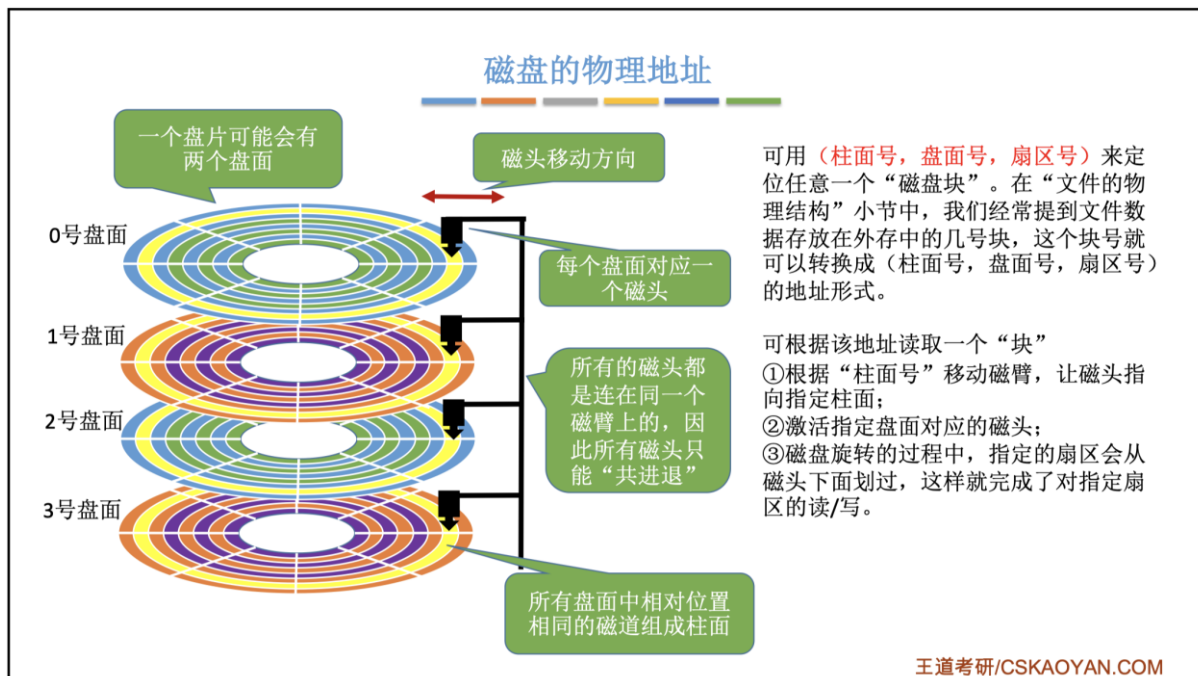 磁盘的物理地址
一个盘片可能会有
两个盘面
磁头移动方向
0号盘面
每个盘面对应一
个磁头
1号盘面
所有的磁头都
是连在同一个
磁臂上的，因
此所有磁头只
能“共进退”
2号盘面
3号盘面
所有盘面中相对位置
相同的磁道组成柱面
可用（柱面号，盘面号，扇区号）来定
位任意一个“磁盘块”。在“文件的物
理结构”小节中，我们经常提到文件数
据存放在外存中的几号块，这个块号就
可以转换成（柱面号，盘面号，扇区号）
的地址形式。
可根据该地址读取一个“块”
①根据“柱面号”移动磁臂，让磁头指
向指定柱面；
②激活指定盘面对应的磁头；
③磁盘旋转的过程中，指定的扇区会从
磁头下面划过，这样就完成了对指定扇
区的读/写。
王道考研/CSKAOYAN.COM